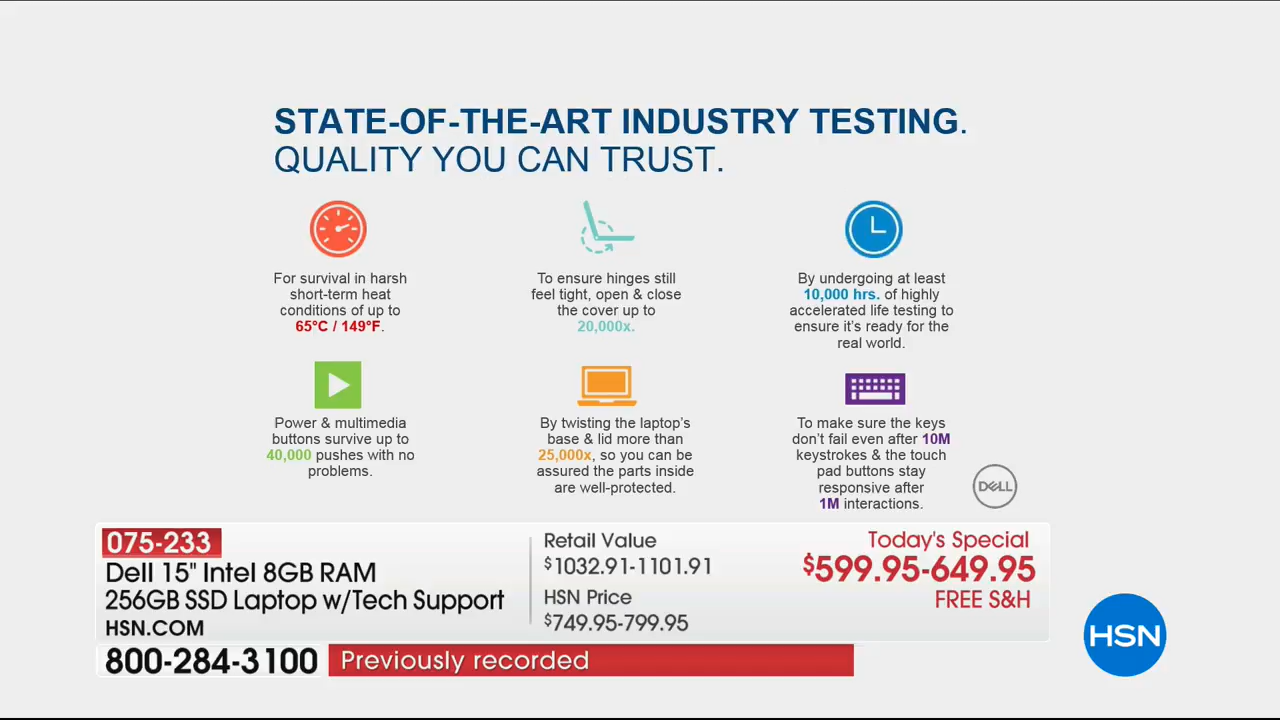 STATE-OF-THE-ART INDUSTRY TESTING.
QUALITY YOU CAN TRUST.
For survival in harsh
short-term heat
conditions of up to
65°C / 149°F.
To ensure hinges still
feel tight, open & close
the cover up to
20,000x.
By undergoing at least
10,000 hrs. of highly
accelerated life testing to
ensure it's ready for the
real world.
Power & multimedia
buttons survive up to
40,000 pushes with no
problems.
By twisting the laptop's
base & lid more than
25,000x, so you can be
assured the parts inside
are well-protected.
To make sure the keys
don't fail even after 10M
keystrokes & the touch
pad buttons stay
responsive after
1M interactions.
DELL
075-233
Dell 15" Intel 8GB RAM
256GB SSD Laptop w/Tech Support
HSN.COM
Retail Value
$1032.91-1101.91
HSN Price
$749.95-799.95
Today's Special
$599.95-649.95
FREE S&H
800-284-3100
Previously recorded
HSN